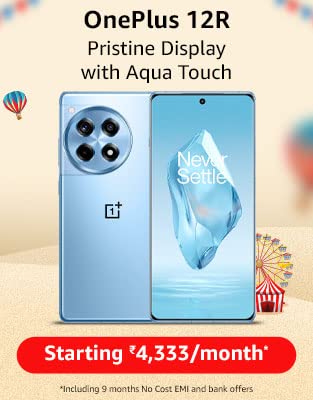 OnePlus 12R
Pristine Display
with Aqua Touch
Never
Settle
1+
Starting ₹4,333/month*
*Including 9 months No Cost EMI and bank offers